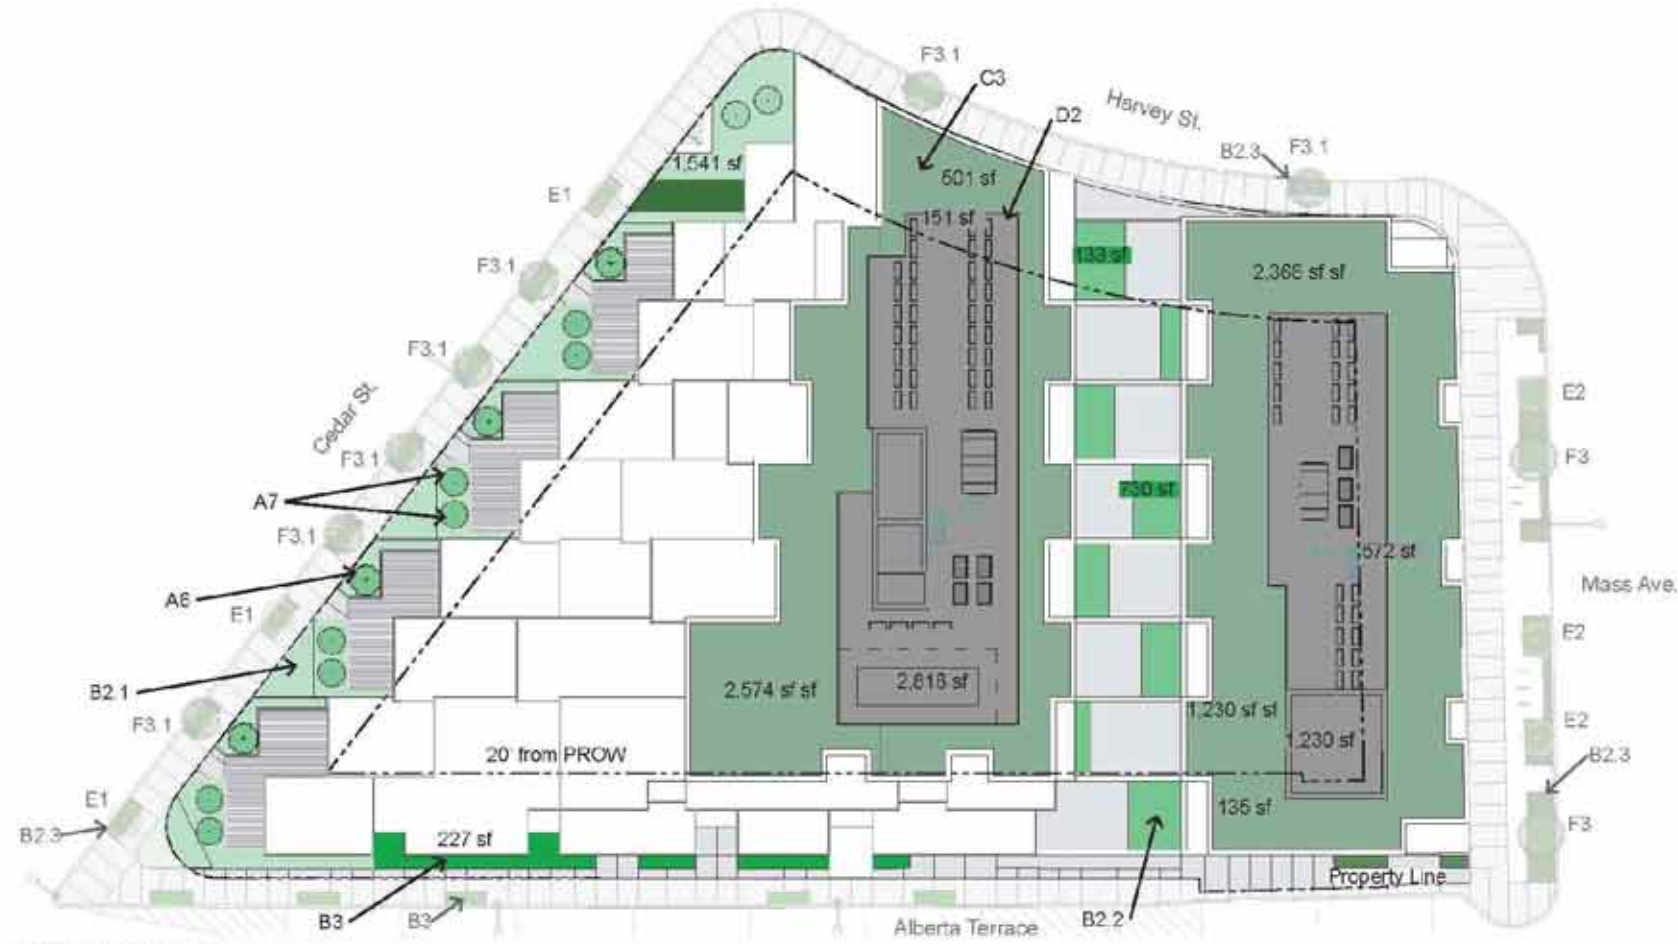 F3.1
C3
Harvey St.
D2
B2.3
F3.1
1,541 sf
601 sf
E1
151 sf
133 sf
2,368 sf sf
F3.1
F3.1
Cedar St.
E2
F3.1
F3
A7
730 sf
F3.1
572 sf
Mass Ave.
A6
E1
E2
B2.1
2,574 sf sf
2,816 sf
1,230 sf sf
F3.1
E2
20' from PROW
1,230 sf
B2.3
E1
135 sf
B2.3
227 sf
F3
Property Line
B3
B3
Alberta Terrace
B2.2